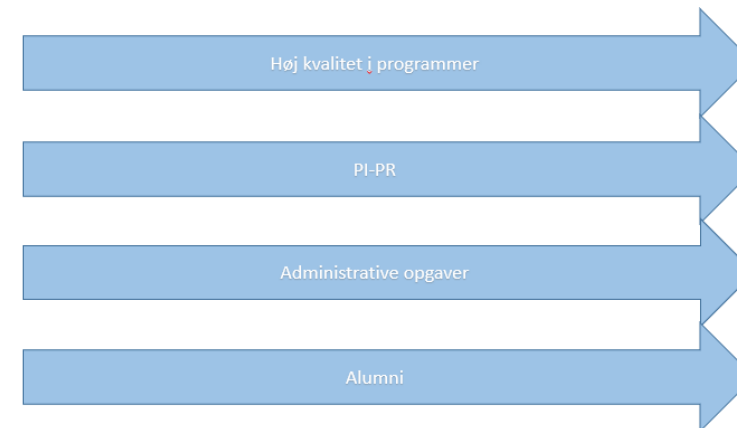 Høj kvalitet i programmer
PI-PR
Administrative opgaver
Alumni